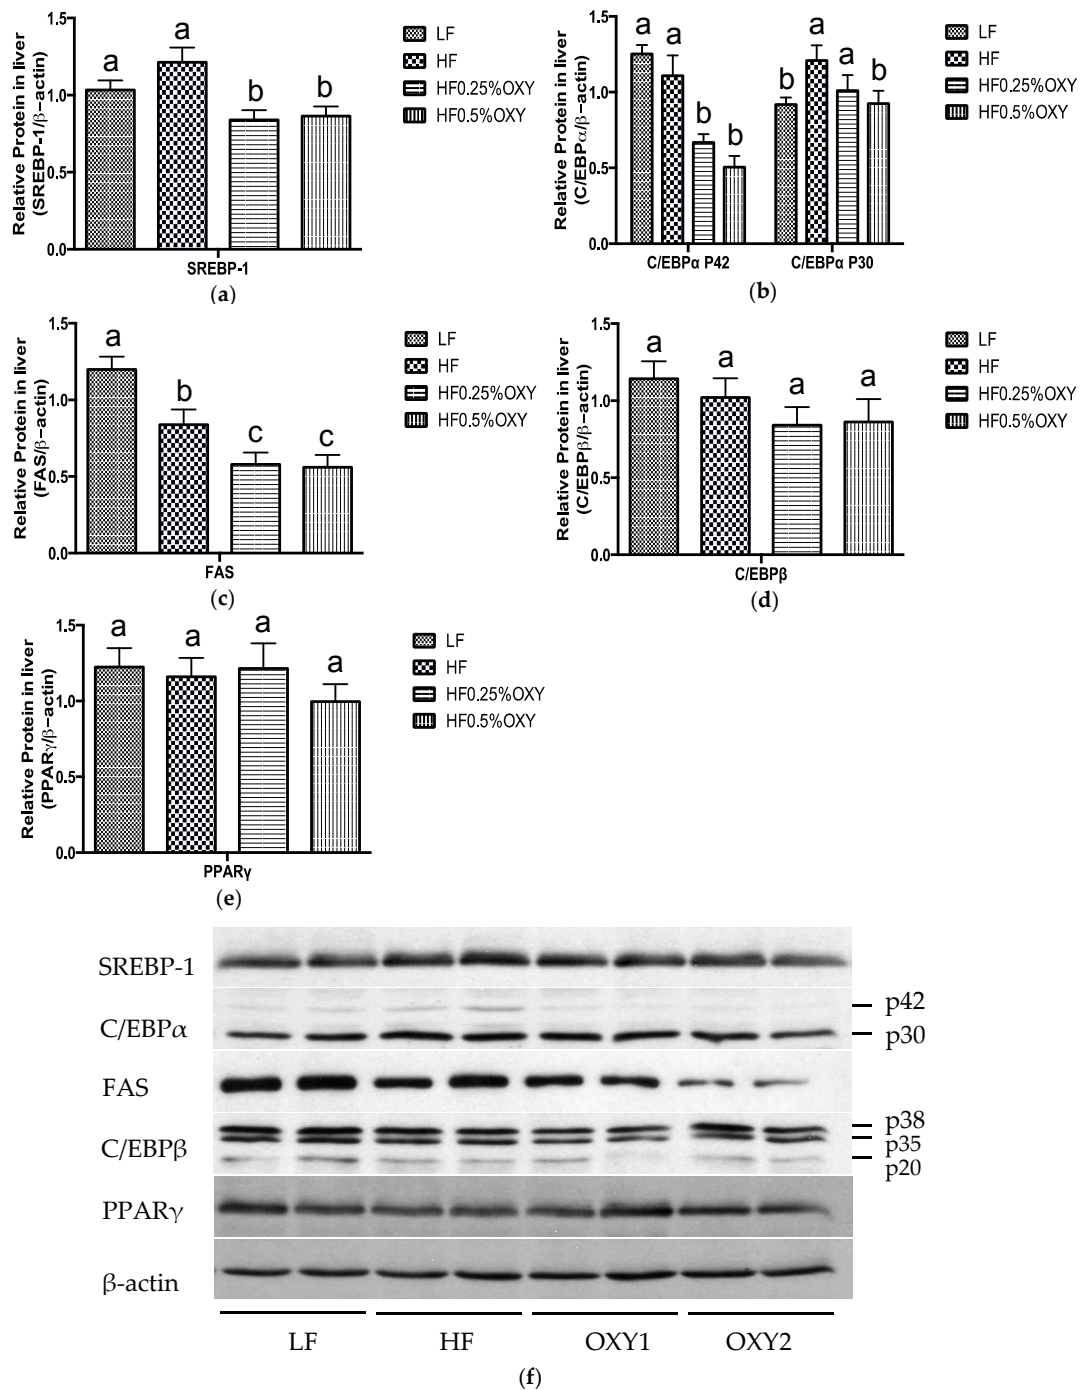 Relative Protein in liver
(SREBP-1/β−actin)
1.5
1.0
0.5
0.0
a
a
b
b
SREBP-1
LF
HF
HF0.25%OXY
HF0.5%OXY
(a)
Relative Protein in liver
(C/EBPα/β−actin)
1.5
1.0
0.5
0.0
a
a
b
b
b
a
a
b
C/EBPα P42
C/EBPα P30
LF
HF
HF0.25%OXY
HF0.5%OXY
(b)
Relative Protein in liver
(FAS/β−actin)
1.5
1.0
0.5
0.0
a
b
c
c
FAS
LF
HF
HF0.25%OXY
HF0.5%OXY
(c)
Relative Protein in liver
(C/EBPβ/β−actin)
1.5
1.0
0.5
0.0
a
a
a
a
C/EBPβ
LF
HF
HF0.25%OXY
HF0.5%OXY
(d)
Relative Protein in liver
(PPARγ/β−actin)
1.5
1.0
0.5
0.0
a
a
a
a
PPARγ
LF
HF
HF0.25%OXY
HF0.5%OXY
(e)
SREBP-1
C/EBPα
p42
p30
FAS
C/EBPβ
p38
p35
p20
PPARγ
β-actin
LF
HF
OXY1
OXY2
(f)